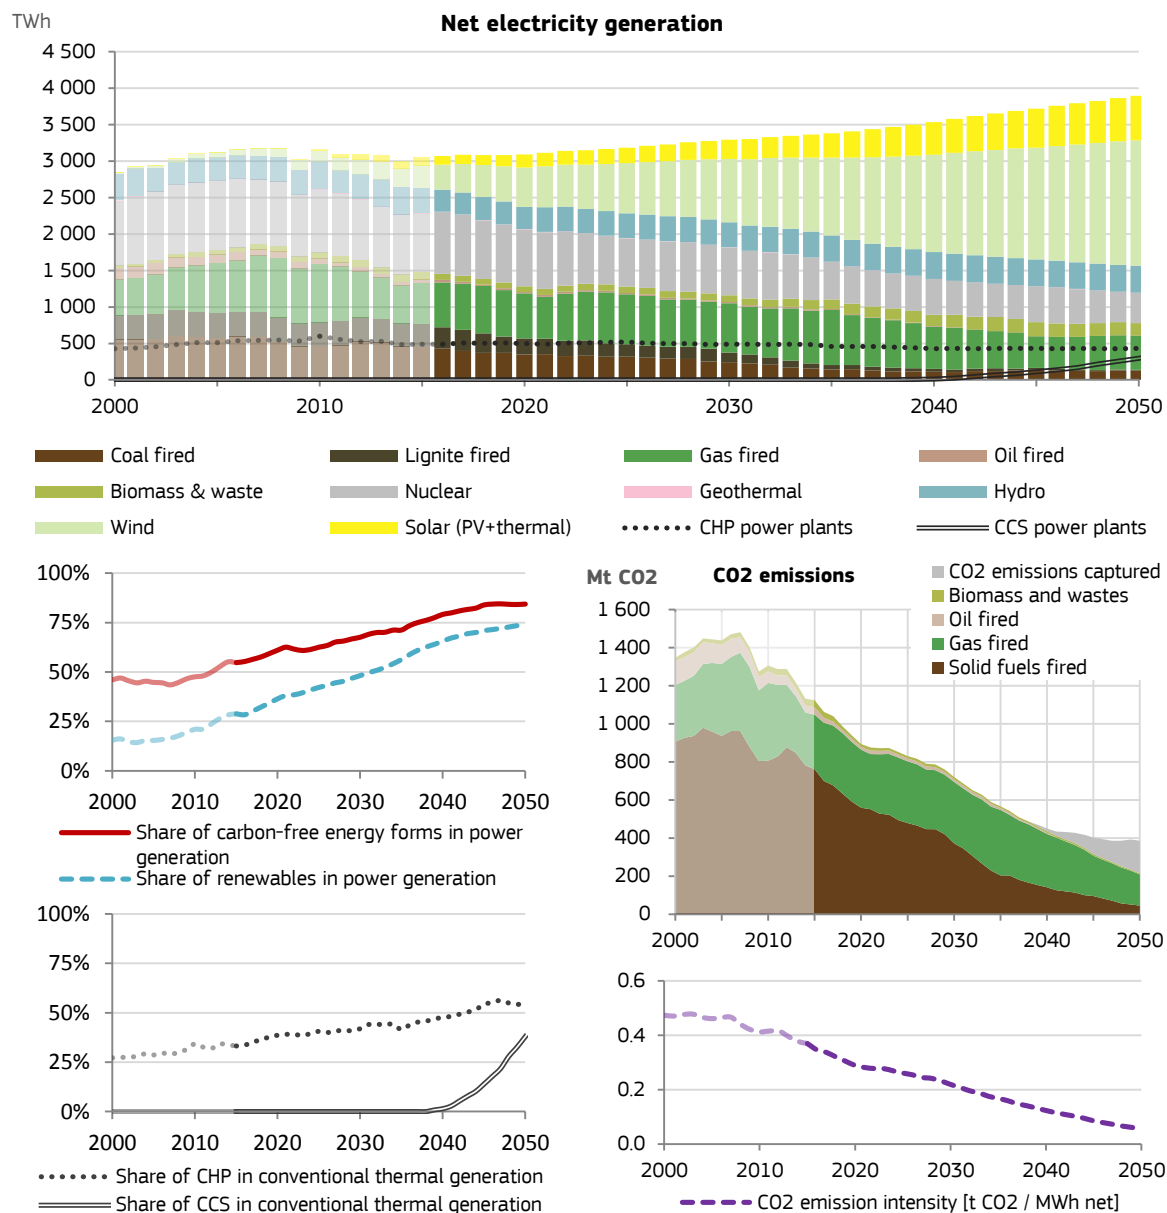 TWh
Net electricity generation
4 500
4 000
3 500
3 000
2 500
2 000
1 500
1 000
500
0
2000 2010 2020 2030 2040 2050
Coal fired Lignite fired Gas fired Oil fired
Biomass & waste Nuclear Geothermal Hydro
Wind Solar (PV+thermal) CHP power plants CCS power plants
100%
75%
50%
25%
0%
2000 2010 2020 2030 2040 2050
Share of carbon-free energy forms in power
generation
Share of renewables in power generation
Mt CO2
CO2 emissions
CO2 emissions captured
Biomass and wastes
Oil fired
Gas fired
Solid fuels fired
1 600
1 400
1 200
1 000
800
600
400
200
0
2000 2010 2020 2030 2040 2050
100%
75%
50%
25%
0%
2000 2010 2020 2030 2040 2050
Share of CHP in conventional thermal generation
Share of CCS in conventional thermal generation
0.6
0.4
0.2
0.0
2000 2010 2020 2030 2040 2050
CO2 emission intensity [t CO2 / MWh net]